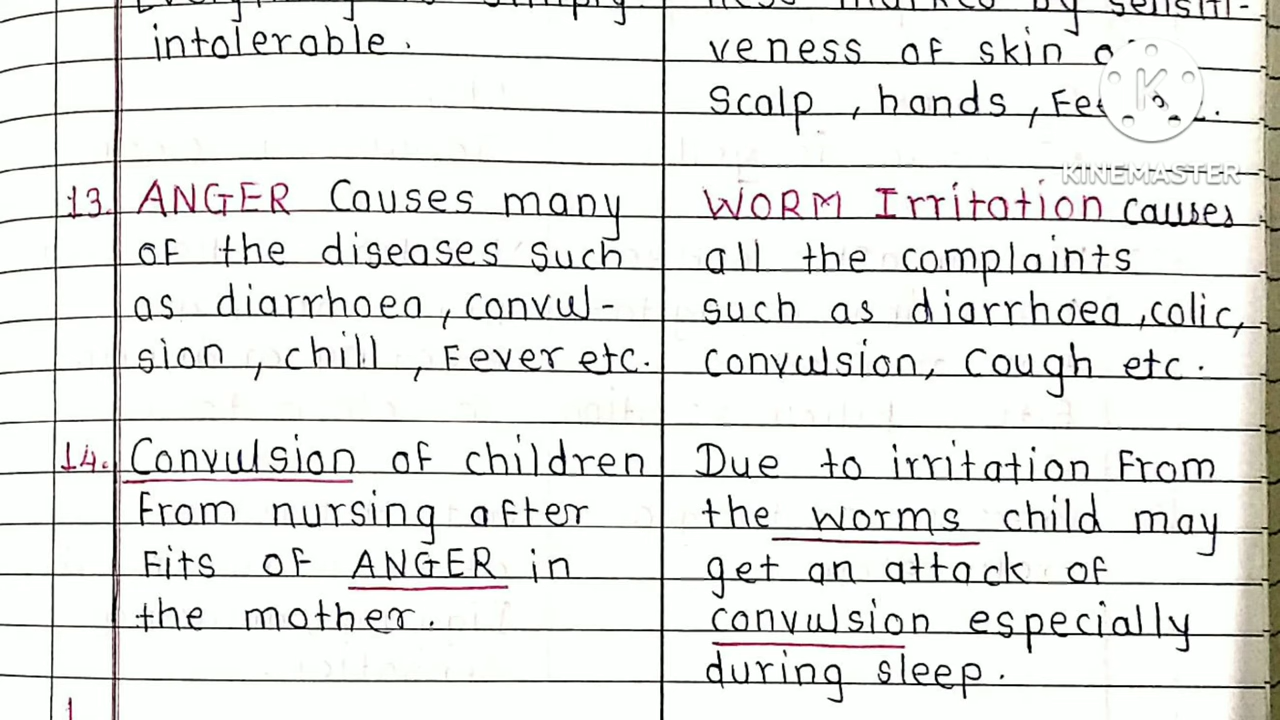 intolerable.
13. ANGER Causes many
of the diseases such
as diarrhoea, convul-
sion, chill, Fever etc.
14. Convulsion of children
From nursing after
Fits of ANGER in
the mother.
veness of skin
Scalp, hands,
WORM Irritation causes
all the complaints
such as diarrhoea, colic,
convulsion, Cough etc.
Due to irritation From
the worms child may
get an attack of
convulsion especially
during sleep.
K
KINEMASTER